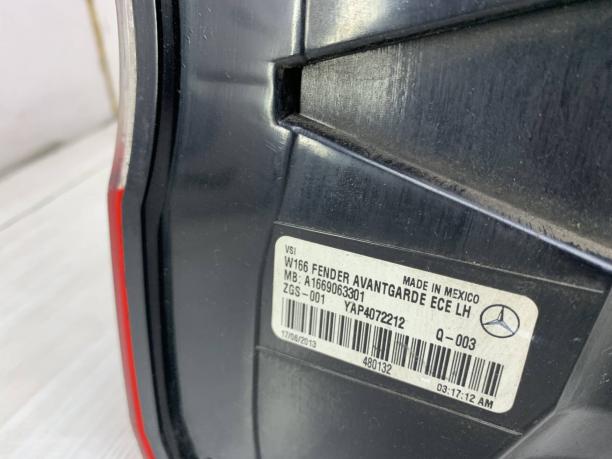 VSI
MADE IN MEXICO
W166 FENDER AVANTGARDE ECE LH
MB: A1669063301
ZGS-001 YAP4072212 Q-003
17/06/2013 480132 03:17:12 AM